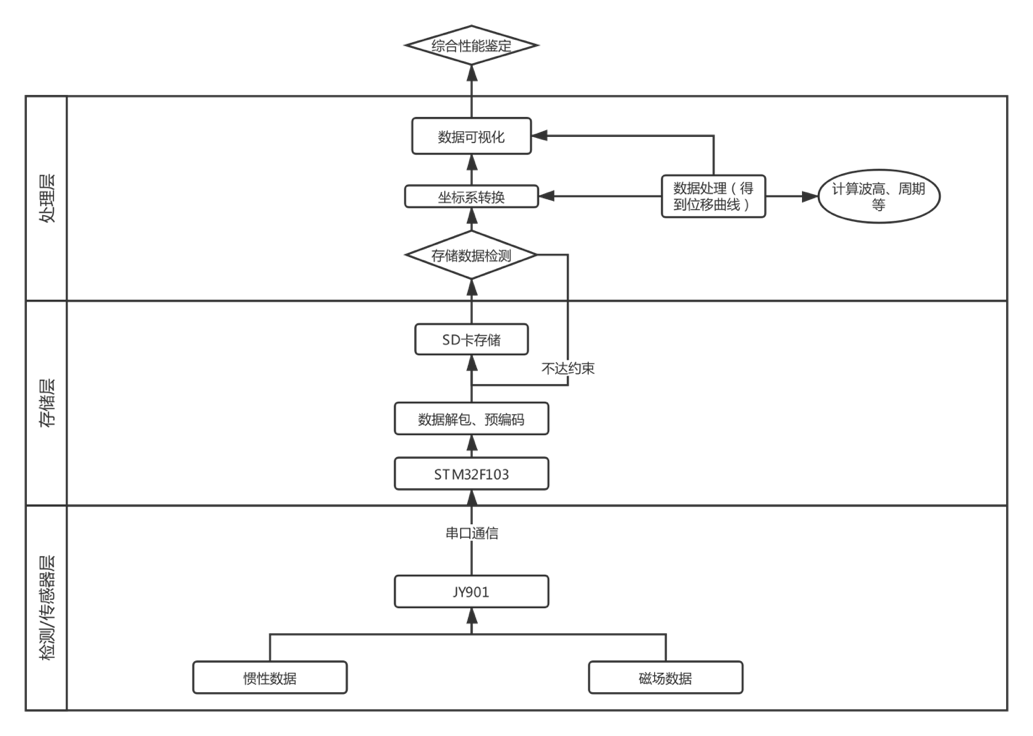 综合性能鉴定
处理层
数据可视化
坐标系转换
数据处理（得
到位移曲线）
计算波高、周期
等
存储数据检测
存储层
SD卡存储
不达约束
数据解包、预编码
STM32F103
检测/传感器层
串口通信
JY901
惯性数据
磁场数据